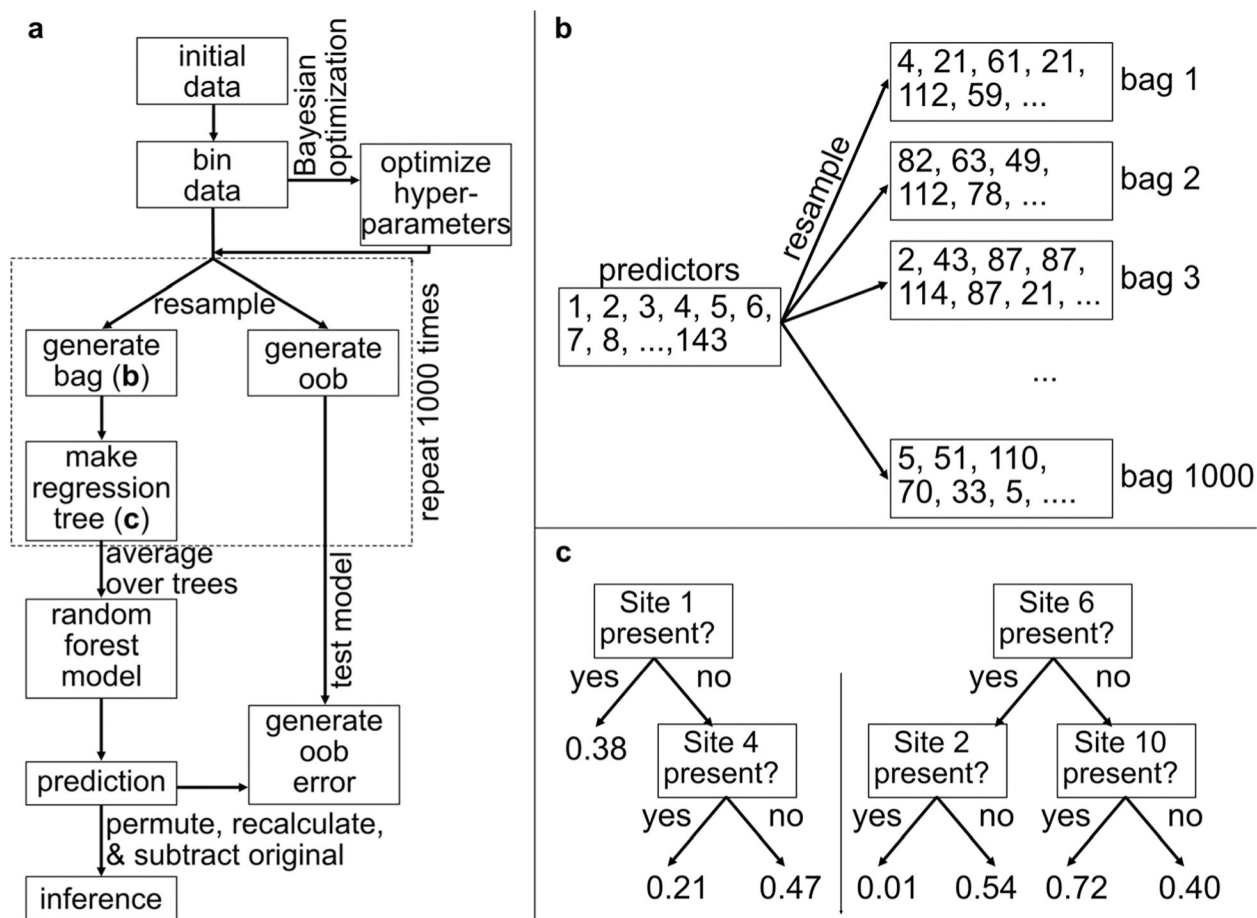 a
initial
data
Bayesian
optimization
bin
data
optimize
hyper-
parameters
resample
generate
bag (b)
generate
oob
make
regression
tree (c)
repeat 1000 times
average
over trees
random
forest
model
test model
generate
oob
error
prediction
permute, recalculate,
& subtract original
inference
b
predictors
1, 2, 3, 4, 5, 6,
7, 8, ...,143
resample
4, 21, 61, 21,
112, 59, ...
bag 1
82, 63, 49,
112, 78, ...
bag 2
2, 43, 87, 87,
114, 87, 21, ...
bag 3
...
5, 51, 110,
70, 33, 5, ....
bag 1000
c
Site 1
present?
yes no
0.38
Site 4
present?
yes no
0.21 0.47
Site 6
present?
yes no
Site 2
present?
Site 10
present?
yes no yes no
0.01 0.54 0.72 0.40